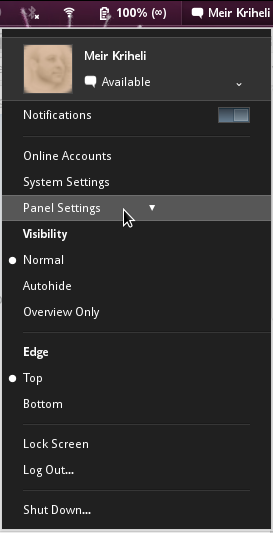 100% (∞) Meir Kriheli
Meir Kriheli
Available
Notifications
Online Accounts
System Settings
Panel Settings
Visibility
Normal
Autohide
Overview Only
Edge
Top
Bottom
Lock Screen
Log Out...
Shut Down...